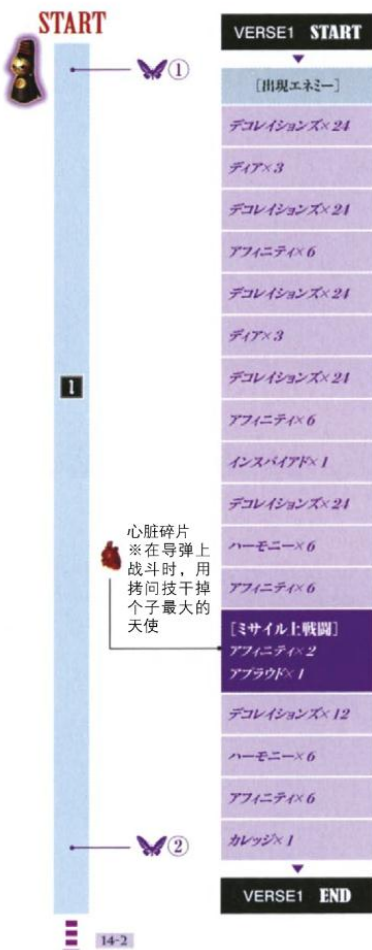 START
①
1
心脏碎片
※在导弹上
战斗时，用
拷问技干掉
个子最大的
天使
②
14-2
VERSE1 START
［出現エネミー］
デコレイションズ×24
ディア×3
デコレイションズ×24
アフィニティ×6
デコレイションズ×24
ディア×3
デコレイションズ×24
アフィニティ×6
インスパイアド×1
デコレイションズ×24
ハーモニー×6
アフィニティ×6
［ミサイル上戦闘］
アフィニティ×2
アプラウド×1
デコレイションズ×12
ハーモニー×6
アフィニティ×6
カレッジ×1
VERSE1 END